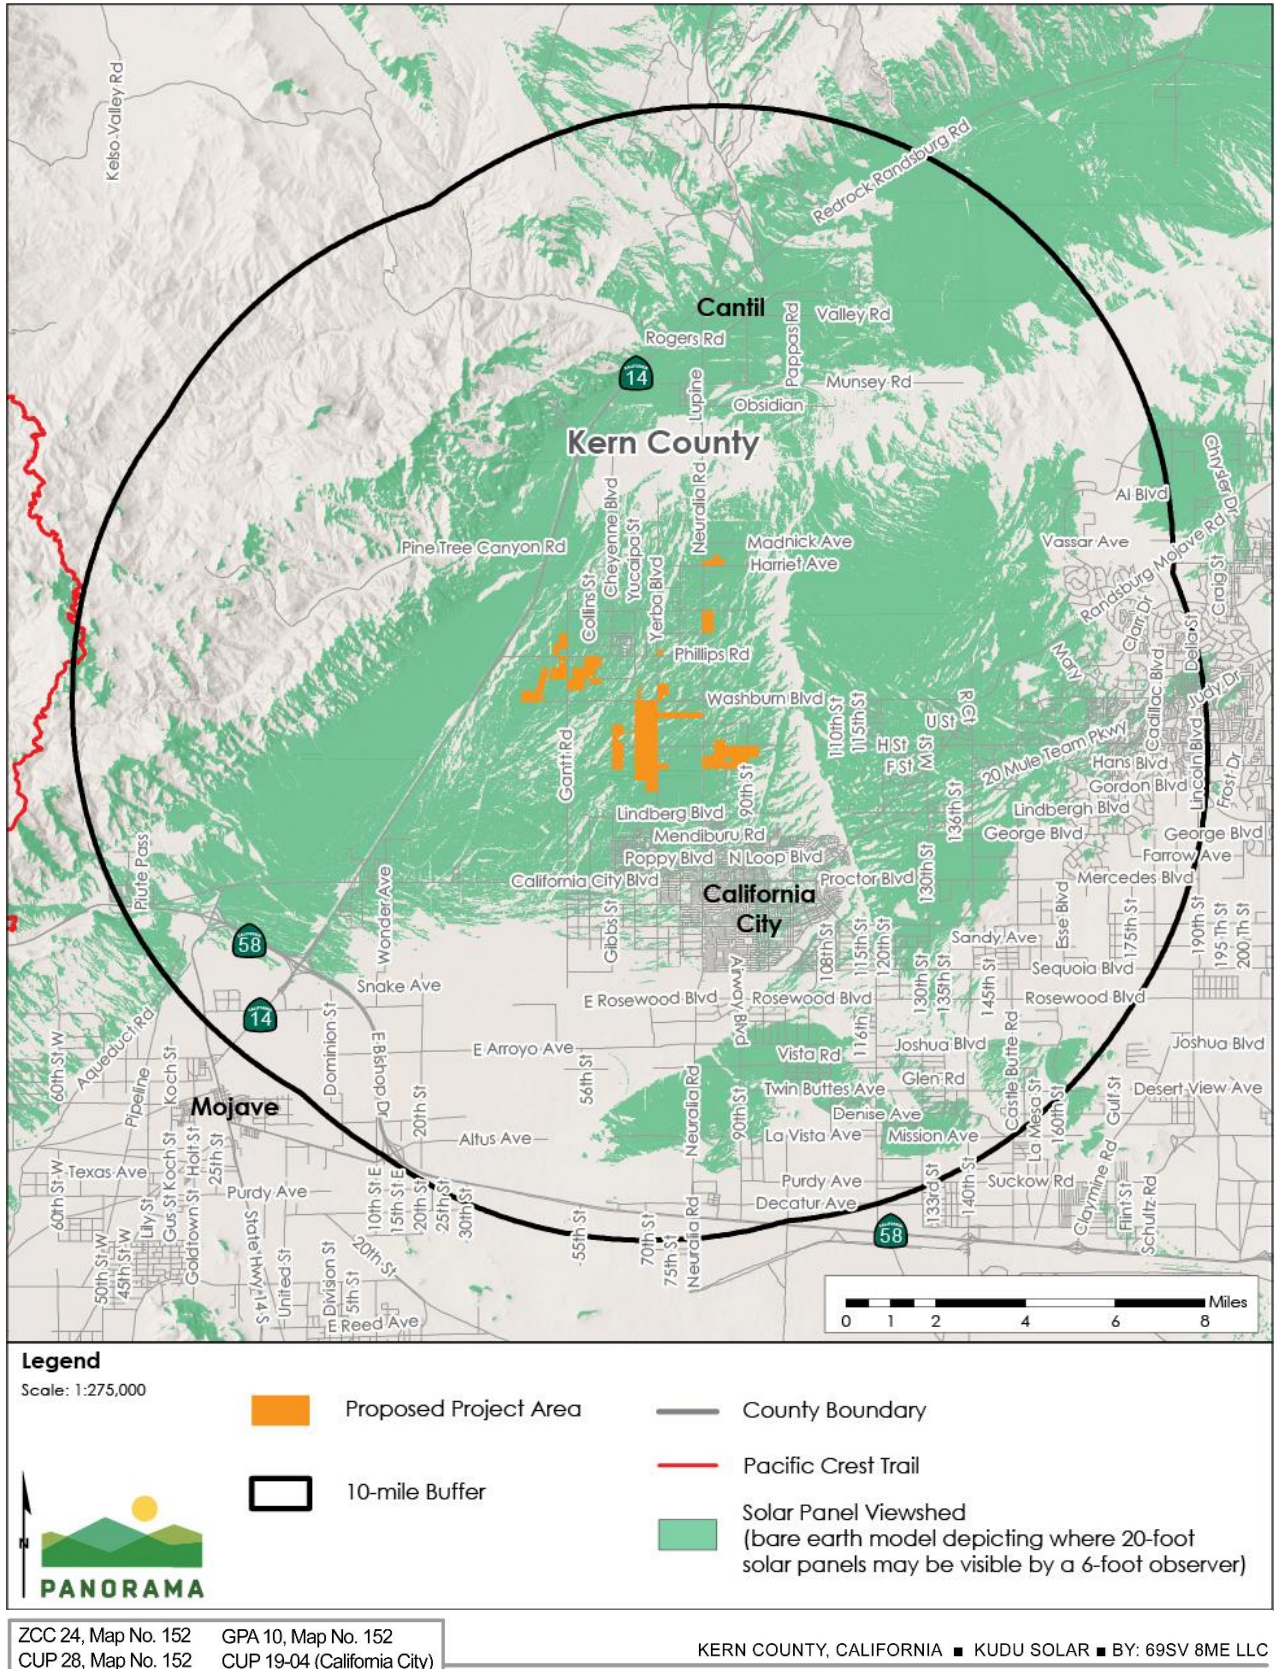 Kelso Valley Rd
Redrock Randsburg Rd
Cantil
Valley Rd
Pappas Rd
Rogers Rd
CALIFORNIA 14
Lupine
Munsey Rd
Obsidian
Kern County
Chrysler Dr
Al Blvd
Neuralia Rd
Cheyenne Blvd
Yucaipa St
Pine Tree Canyon Rd
Madnick Ave
Vassar Ave
Randsburg Mojave Rd
Harriet Ave
Collins St
Yerba Blvd
Craig St
Clarr Dr
Delia St
Phillips Rd
Mary
Judy Dr
Washburn Blvd
110th St
115th St
R Ct
U St
H St
M St
F St
Cadillac Blvd
20 Mule Team Pkwy
Hans Blvd
Lincoln Blvd
Frost Dr
Gantt Rd
90th St
Gordon Blvd
Lindberg Blvd
136th St
Lindbergh Blvd
Mendiburu Rd
George Blvd
George Blvd
Piute Pass
Poppy Blvd
N Loop Blvd
Farrow Ave
California City Blvd
Proctor Blvd
130th St
Mercedes Blvd
Wonder Ave
California
City
Gibbs St
Esse Blvd
175th St
190th St
195 Th St
200 Th St
CALIFORNIA 58
108th St
115th St
120th St
Sandy Ave
Airway Blvd
130th St
135th St
145th St
Sequoia Blvd
Snake Ave
E Rosewood Blvd
Rosewood Blvd
Rosewood Blvd
CALIFORNIA 14
Aqueduct Rd
Dominion St
E Bishop Dr
116th
Castle Butte Rd
60th St W
E Arroyo Ave
Vista Rd
Joshua Blvd
Joshua Blvd
Pipeline
Koch St
56th St
Neuralia Rd
90th St
Glen Rd
Twin Buttes Ave
La Mesa St
160th St
Gulf St
Desert View Ave
Mojave
20th St
Denise Ave
Altus Ave
La Vista Ave
Mission Ave
Koch St
Holt St
25th St
Texas Ave
60th St W
Purdy Ave
Purdy Ave
Suckow Rd
Lily St
Gus St
Goldtown St
10th St E
15th St E
20th St
25th St
30th St
Decatur Ave
133rd St
140th St
Claymine Rd
Flint St
Schultz Rd
State Hwy 14 S
55th St
70th St
75th St
Neuralia Rd
CALIFORNIA 58
50th St W
45th St W
United St
Division St
5th St
20th St
E Reed Ave
Miles
0 1 2 4 6 8
Legend
Scale: 1:275,000
Proposed Project Area
10-mile Buffer
County Boundary
Pacific Crest Trail
Solar Panel Viewshed
(bare earth model depicting where 20-foot
solar panels may be visible by a 6-foot observer)
N
PANORAMA
ZCC 24, Map No. 152 GPA 10, Map No. 152
CUP 28, Map No. 152 CUP 19-04 (California City)
KERN COUNTY, CALIFORNIA ■ KUDU SOLAR ■ BY: 69SV 8ME LLC